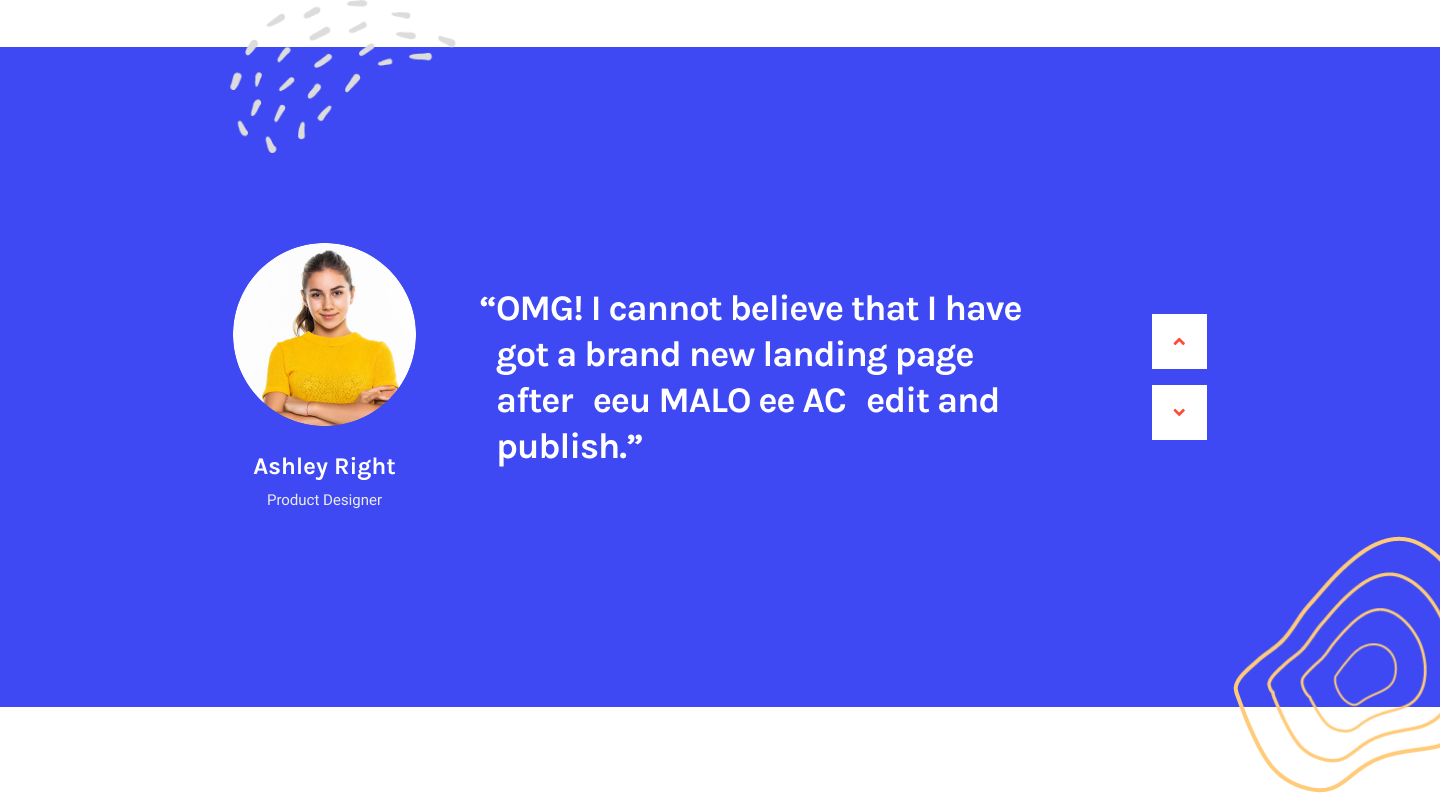 “OMG! I cannot believe that I have
got a brand new landing page
after eeu MALO ee AC edit and
publish.”
Ashley Right
Product Designer